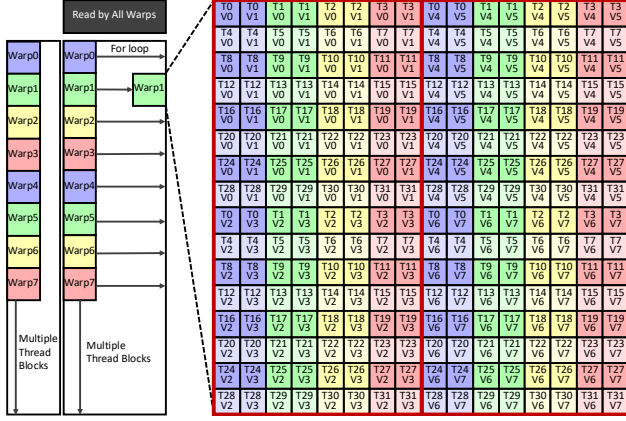 Read by All Warps
For loop
Warp0 Warp0
Warp1 Warp1 Warp1
Warp2 Warp2
Warp3 Warp3
Warp4 Warp4
Warp5 Warp5
Warp6 Warp6
Warp7 Warp7
Multiple
Thread
Blocks
Multiple
Thread Blocks
T0 T0 T1 T1 T2 T2 T3 T3 T0 T0 T1 T1 T2 T2 T3 T3
V0 V1 V0 V1 V0 V1 V0 V1 V4 V5 V4 V5 V4 V5 V4 V5
T4 T4 T5 T5 T6 T6 T7 T7 T4 T4 T5 T5 T6 T6 T7 T7
V0 V1 V0 V1 V0 V1 V0 V1 V4 V5 V4 V5 V4 V5 V4 V5
T8 T8 T9 T9 T10 T10 T11 T11 T8 T8 T9 T9 T10 T10 T11 T11
V0 V1 V0 V1 V0 V1 V0 V1 V4 V5 V4 V5 V4 V5 V4 V5
T12 T12 T13 T13 T14 T14 T15 T15 T12 T12 T13 T13 T14 T14 T15 T15
V0 V1 V0 V1 V0 V1 V0 V1 V4 V5 V4 V5 V4 V5 V4 V5
T16 T16 T17 T17 T18 T18 T19 T19 T16 T16 T17 T17 T18 T18 T19 T19
V0 V1 V0 V1 V0 V1 V0 V1 V4 V5 V4 V5 V4 V5 V4 V5
T20 T20 T21 T21 T22 T22 T23 T23 T20 T20 T21 T21 T22 T22 T23 T23
V0 V1 V0 V1 V0 V1 V0 V1 V4 V5 V4 V5 V4 V5 V4 V5
T24 T24 T25 T25 T26 T26 T27 T27 T24 T24 T25 T25 T26 T26 T27 T27
V0 V1 V0 V1 V0 V1 V0 V1 V4 V5 V4 V5 V4 V5 V4 V5
T28 T28 T29 T29 T30 T30 T31 T31 T28 T28 T29 T29 T30 T30 T31 T31
V0 V1 V0 V1 V0 V1 V0 V1 V4 V5 V4 V5 V4 V5 V4 V5
T0 T0 T1 T1 T2 T2 T3 T3 T0 T0 T1 T1 T2 T2 T3 T3
V2 V3 V2 V3 V2 V3 V2 V3 V6 V7 V6 V7 V6 V7 V6 V7
T4 T4 T5 T5 T6 T6 T7 T7 T4 T4 T5 T5 T6 T6 T7 T7
V2 V3 V2 V3 V2 V3 V2 V3 V6 V7 V6 V7 V6 V7 V6 V7
T8 T8 T9 T9 T10 T10 T11 T11 T8 T8 T9 T9 T10 T10 T11 T11
V2 V3 V2 V3 V2 V3 V2 V3 V6 V7 V6 V7 V6 V7 V6 V7
T12 T12 T13 T13 T14 T14 T15 T15 T12 T12 T13 T13 T14 T14 T15 T15
V2 V3 V2 V3 V2 V3 V2 V3 V6 V7 V6 V7 V6 V7 V6 V7
T16 T16 T17 T17 T18 T18 T19 T19 T16 T16 T17 T17 T18 T18 T19 T19
V2 V3 V2 V3 V2 V3 V2 V3 V6 V7 V6 V7 V6 V7 V6 V7
T20 T20 T21 T21 T22 T22 T23 T23 T20 T20 T21 T21 T22 T22 T23 T23
V2 V3 V2 V3 V2 V3 V2 V3 V6 V7 V6 V7 V6 V7 V6 V7
T24 T24 T25 T25 T26 T26 T27 T27 T24 T24 T25 T25 T26 T26 T27 T27
V2 V3 V2 V3 V2 V3 V2 V3 V6 V7 V6 V7 V6 V7 V6 V7
T28 T28 T29 T29 T30 T30 T31 T31 T28 T28 T29 T29 T30 T30 T31 T31
V2 V3 V2 V3 V2 V3 V2 V3 V6 V7 V6 V7 V6 V7 V6 V7